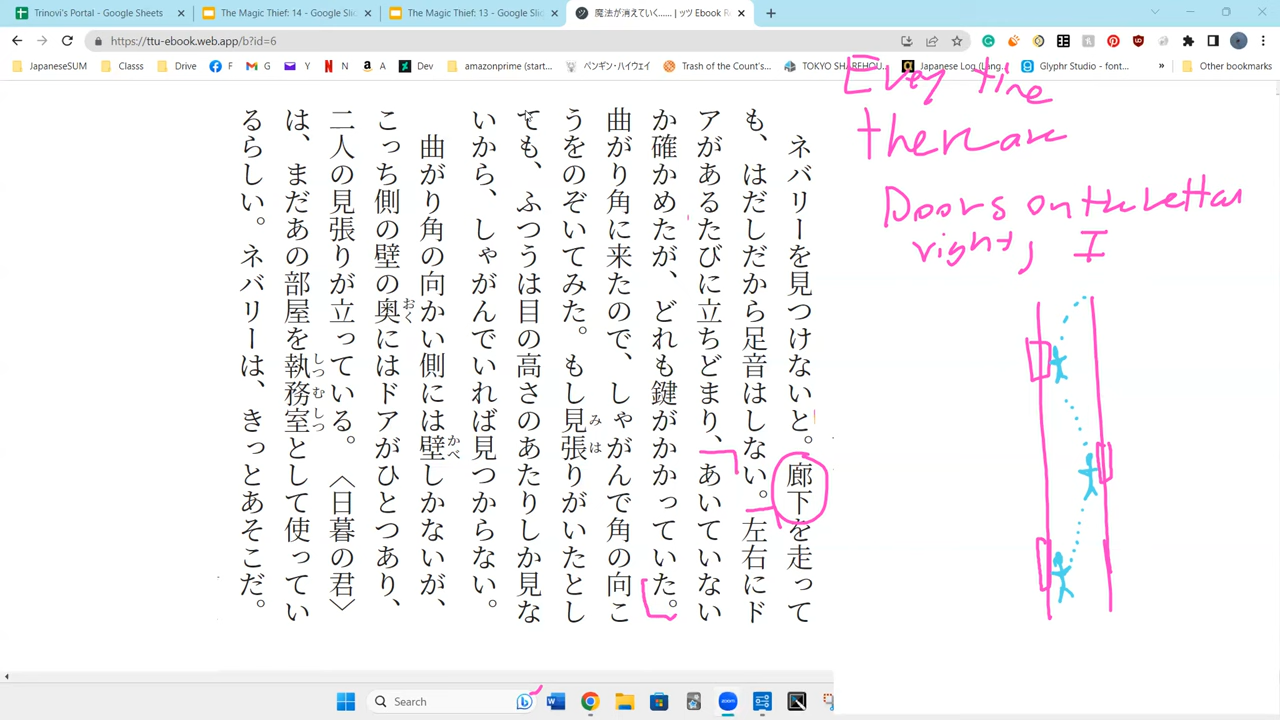 Trinovi's Portal - Google Sheets
The Magic Thief: 14 - Google Slid
The Magic Thief: 13 - Google Slid
魔法が消えていく…… | ッツ Ebook R
https://ttu-ebook.web.app/b?id=6
JapaneseSUM
Classs
Drive
F
G
Y
N
A
Dev
amazonprime (start...
ペンギン・ハイウェイ
Trash of the Count's...
TOKYO SHAREHOU...
Japanese Log (Lang...
Glyphr Studio - font...
Other bookmarks
ネバリーを見つけないと。廊下を走って
も、はだしだから足音はしない。左右にド
アがあるたびに立ちどまり、あいていない
か確かめたが、どれも鍵がかかっていた。
曲がり角に来たので、しゃがんで角の向こ
うをのぞいてみた。もし見張りがいたとし
みは
ても、ふつうは目の高さのあたりしか見な
いから、しゃがんでいれば見つからない。
曲がり角の向かい側には壁しかないが、
かべ
こっち側の壁の奥にはドアがひとつあり、
おく
二人の見張りが立っている。〈日暮の君〉
は、まだあの部屋を執務室として使ってい
しつむしつ
るらしい。ネバリーは、きっとあそこだ。
Every time
there are
Doors on the left or
right, I
Search